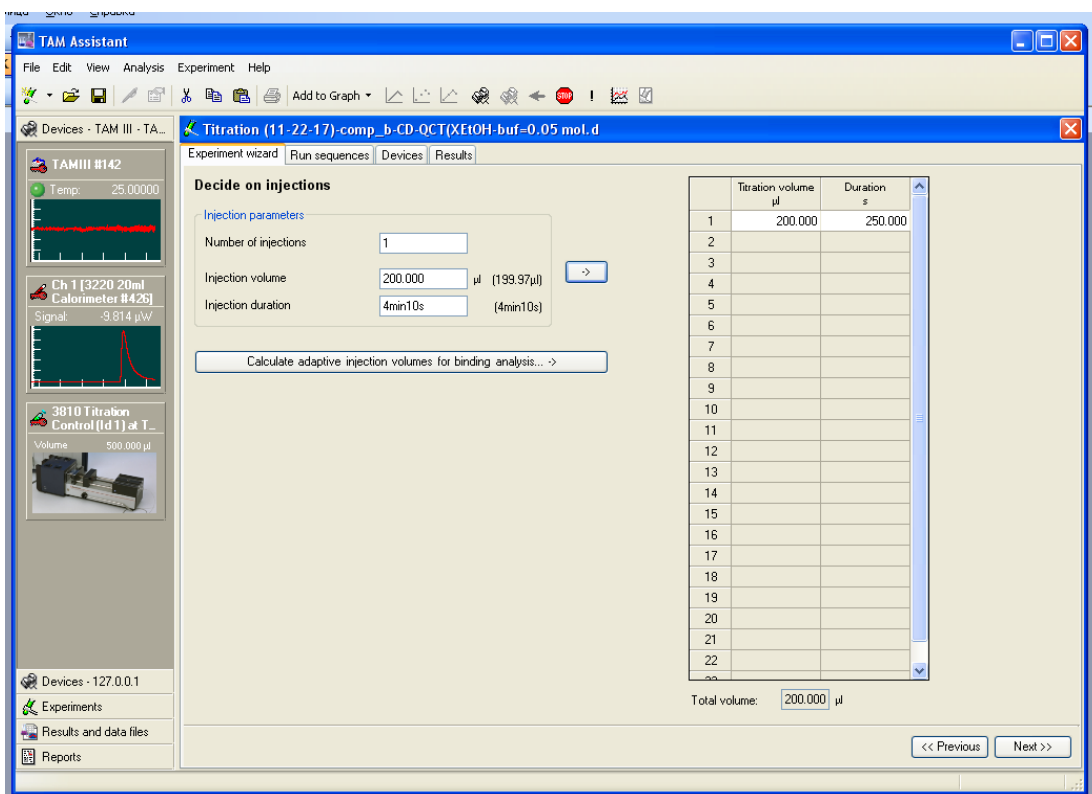 Окно Справка
TAM Assistant
File Edit View Analysis Experiment Help
Add to Graph
STOP
Devices - TAM III - TA...
Titration (11-22-17)-comp_b-CD-QCT(XEtOH-buf=0.05 mol.d
Experiment wizard Run sequences Devices Results
TAMIII #142
Temp: 25.00000
Ch 1 [3220 20ml
Calorimeter #426]
Signal: -9.814 µW
3810 Titration
Control (Id 1) at T...
Volume 500.000 µl
Devices - 127.0.0.1
Experiments
Results and data files
Reports
Decide on injections
Injection parameters
Number of injections 1
Injection volume 200.000 µl (199.97µl)
->
Injection duration 4min10s (4min10s)
Calculate adaptive injection volumes for binding analysis... ->
Titration volume Duration
µl s
1 200.000 250.000
2
3
4
5
6
7
8
9
10
11
12
13
14
15
16
17
18
19
20
21
22
Total volume: 200.000 µl
<< Previous Next >>